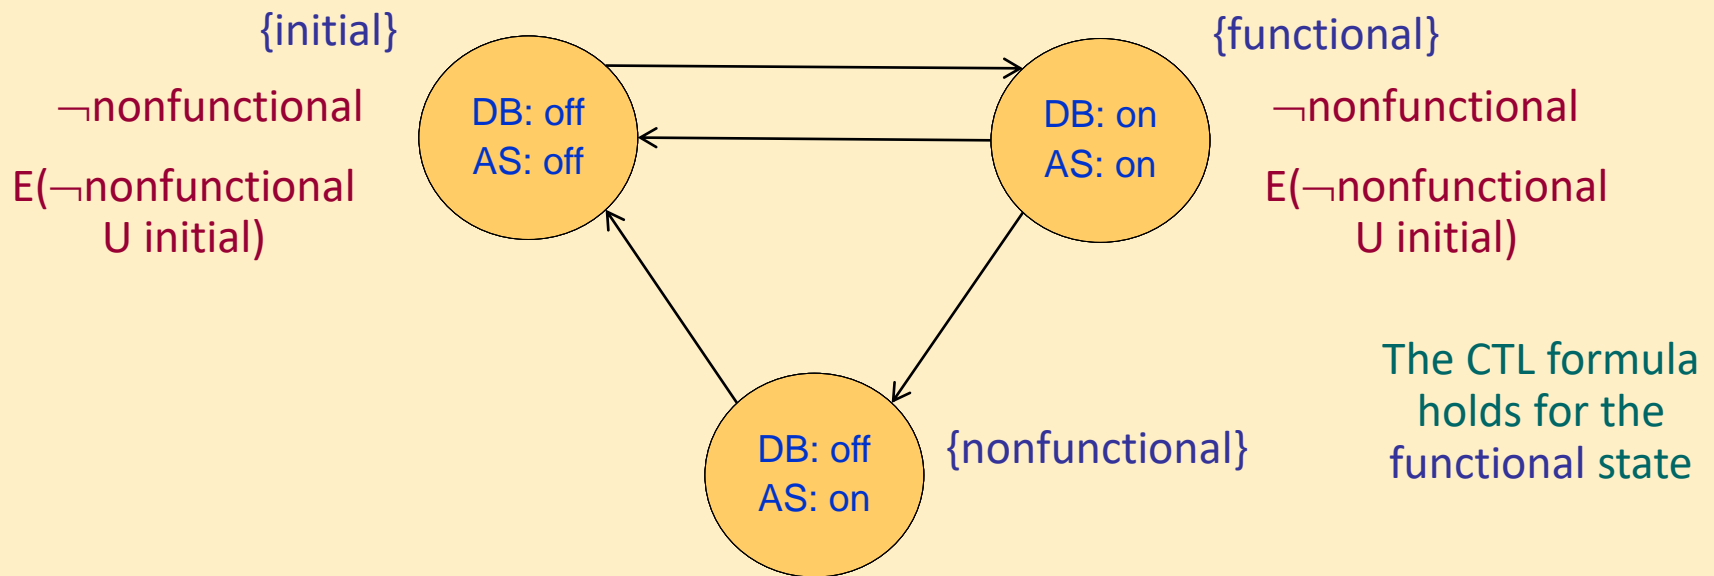 {initial}
¬nonfunctional
E(¬nonfunctional
U initial)
DB: off
AS: off
{functional}
DB: on
AS: on
¬nonfunctional
E(¬nonfunctional
U initial)
DB: off
AS: on
{nonfunctional}
The CTL formula
holds for the
functional state